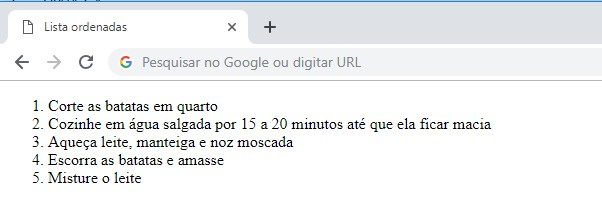 Lista ordenadas
Pesquisar no Google ou digitar URL
1. Corte as batatas em quarto
2. Cozinhe em água salgada por 15 a 20 minutos até que ela ficar macia
3. Aqueça leite, manteiga e noz moscada
4. Escorra as batatas e amasse
5. Misture o leite